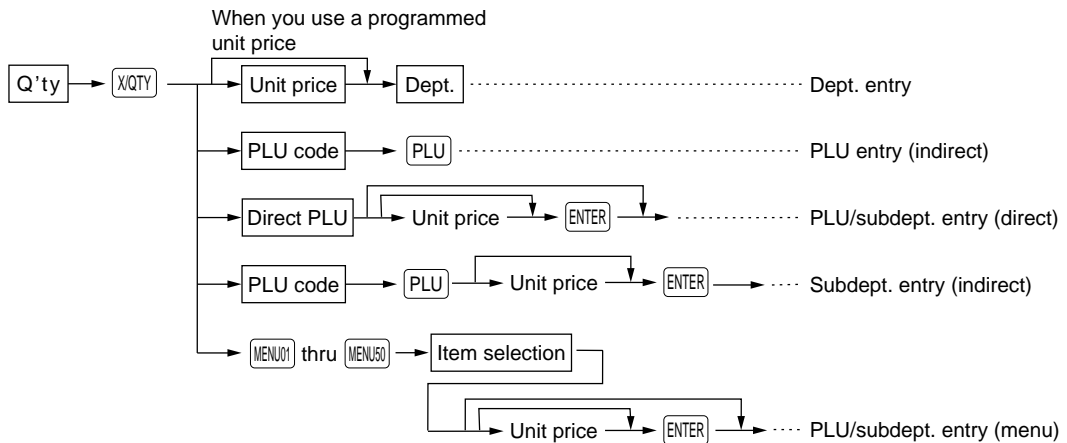 When you use a programmed
unit price
Q'ty X/QTY Unit price Dept. Dept. entry
PLU code PLU PLU entry (indirect)
Direct PLU Unit price ENTER PLU/subdept. entry (direct)
PLU code PLU Unit price ENTER Subdept. entry (indirect)
MENU01 thru MENU50 Item selection
Unit price ENTER PLU/subdept. entry (menu)